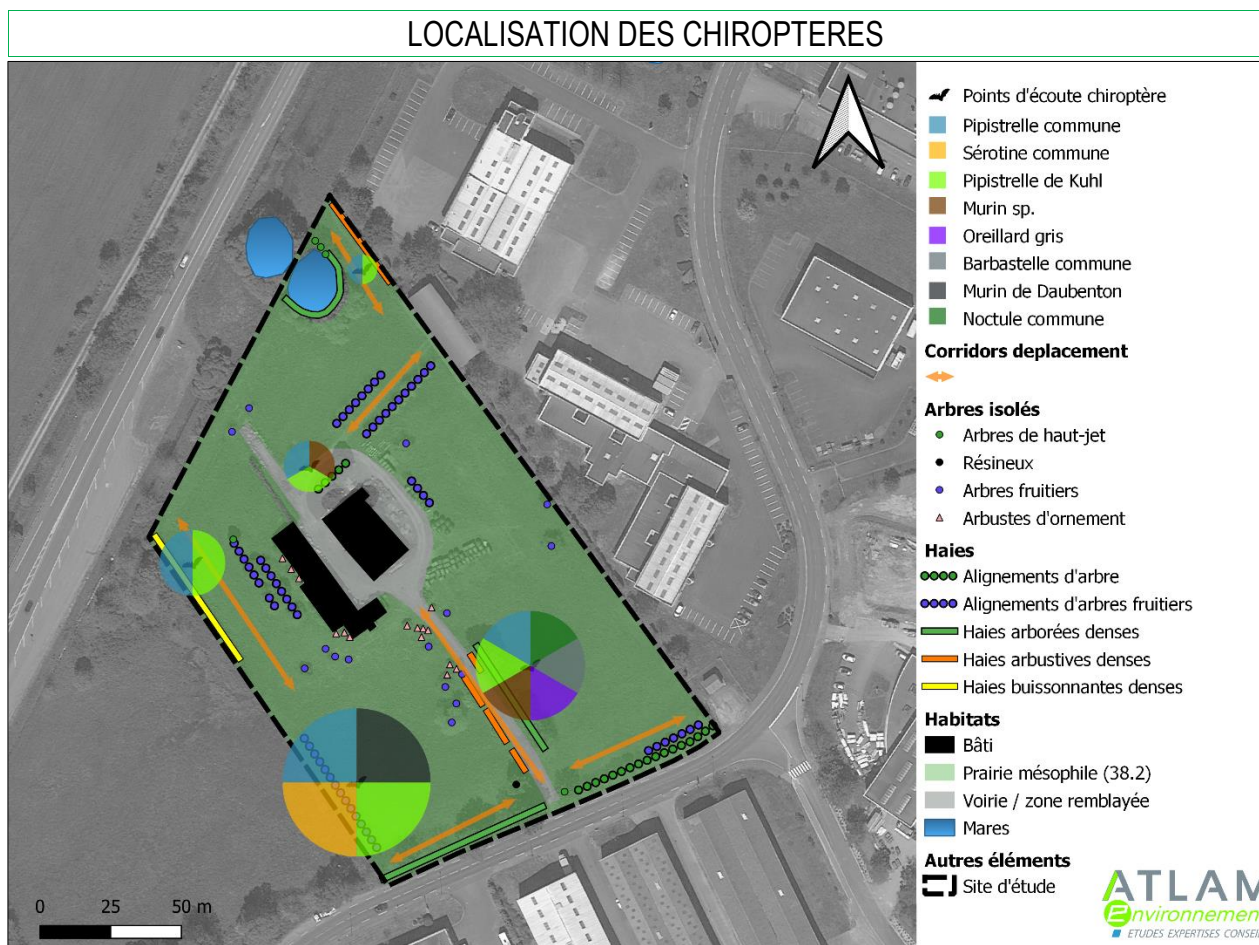 LOCALISATION DES CHIROPTERES
Points d'écoute chiroptère
Pipistrelle commune
Sérotine commune
Pipistrelle de Kuhl
Murin sp.
Oreillard gris
Barbastelle commune
Murin de Daubenton
Noctule commune
Corridors deplacement
Arbres isolés
Arbres de haut-jet
Résineux
Arbres fruitiers
Arbustes d'ornement
Haies
Alignements d'arbre
Alignements d'arbres fruitiers
Haies arborées denses
Haies arbustives denses
Haies buissonnantes denses
Habitats
Bâti
Prairie mésophile (38.2)
Voirie / zone remblayée
Mares
Autres éléments
Site d'étude
0 25 50 m
ATLAM
Environnemen
ETUDES EXPERTISES CONSEI